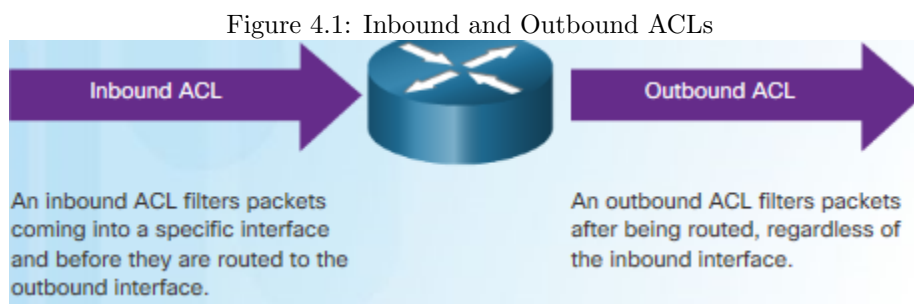 Figure 4.1: Inbound and Outbound ACLs
Inbound ACL
Outbound ACL
An inbound ACL filters packets
coming into a specific interface
and before they are routed to the
outbound interface.
An outbound ACL filters packets
after being routed, regardless of
the inbound interface.